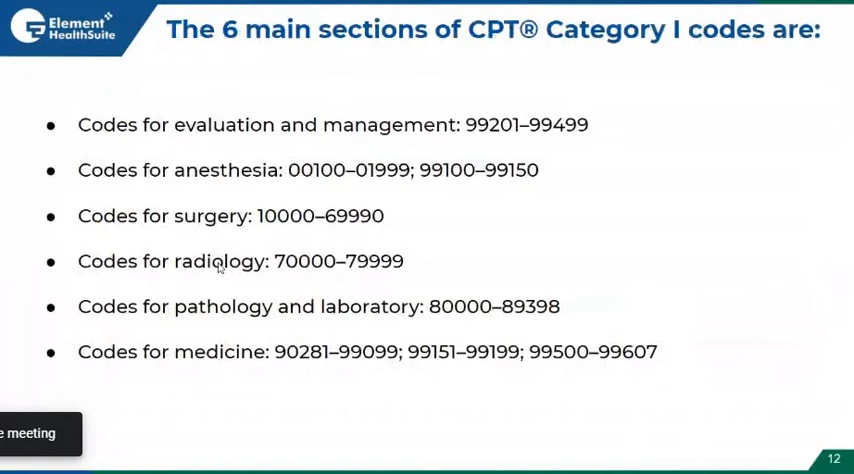 Element
HealthSuite
The 6 main sections of CPT® Category I codes are:
● Codes for evaluation and management: 99201–99499
● Codes for anesthesia: 00100–01999; 99100–99150
● Codes for surgery: 10000–69990
● Codes for radiology: 70000–79999
● Codes for pathology and laboratory: 80000–89398
● Codes for medicine: 90281–99099; 99151–99199; 99500–99607
e meeting
12